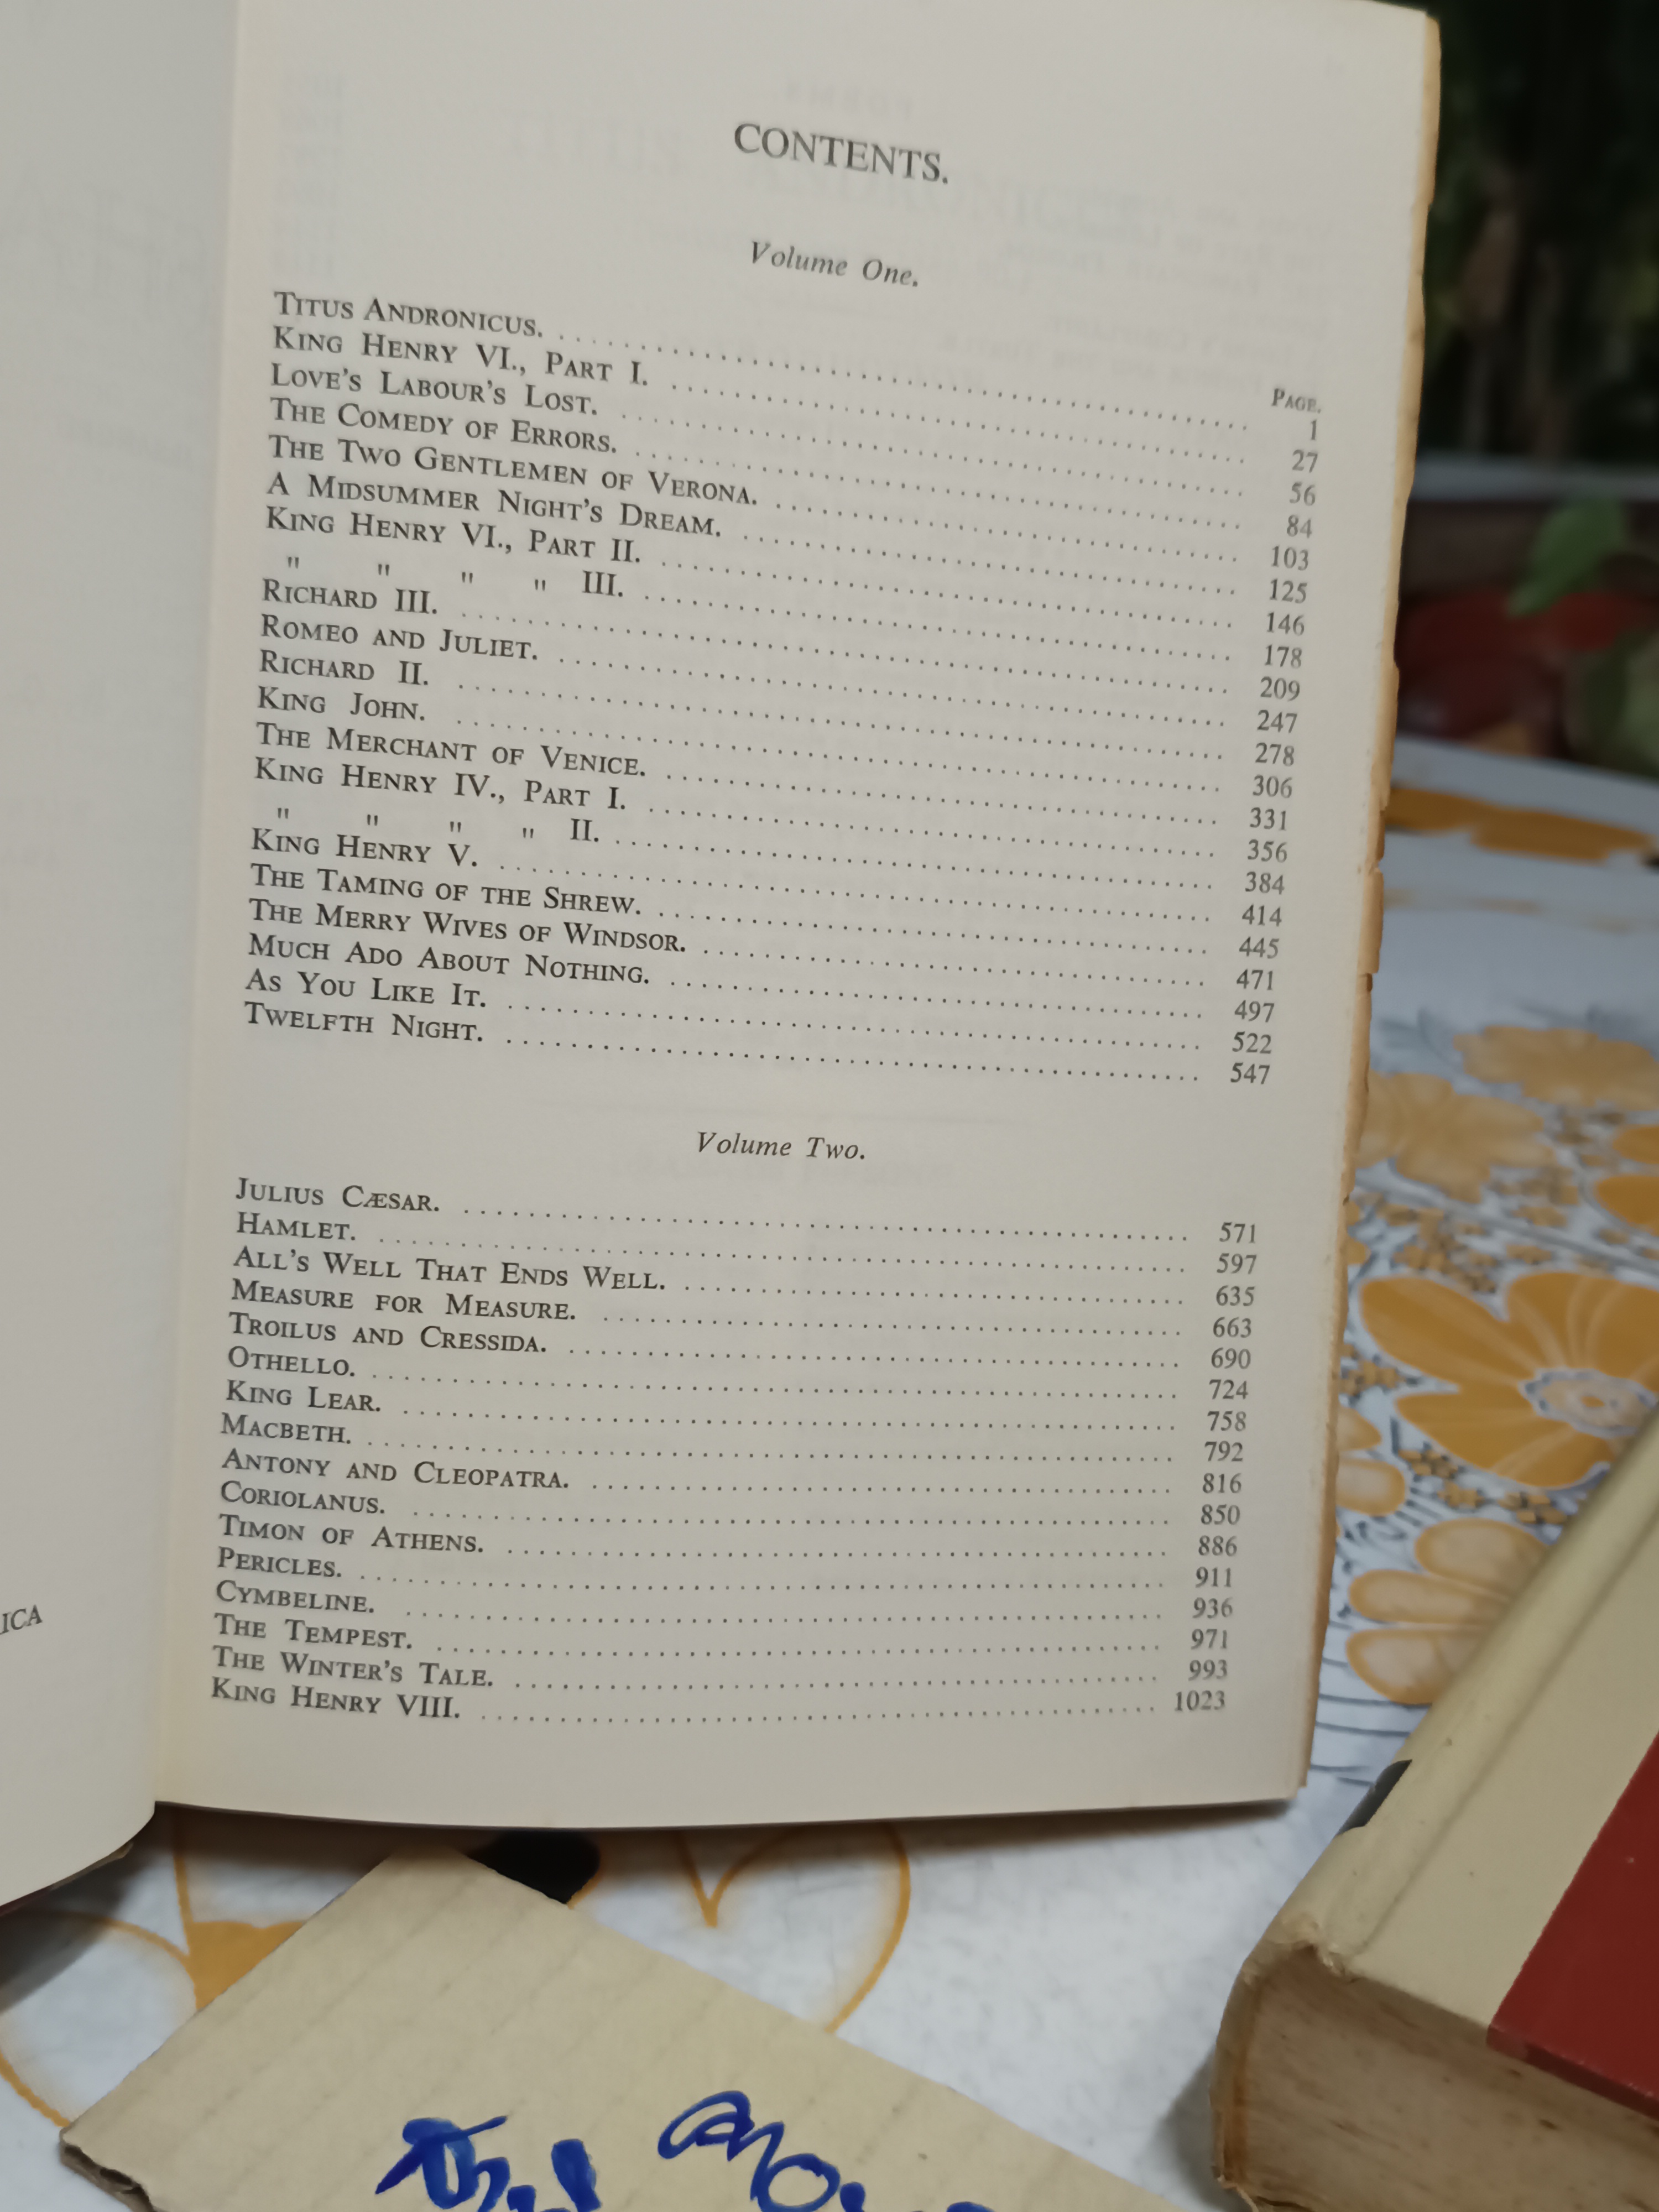 CONTENTS.
Volume One.
PAGE.
TITUS ANDRONICUS. 1
KING HENRY VI., PART I. 27
LOVE'S LABOUR'S LOST. 56
THE COMEDY OF ERRORS. 84
THE TWO GENTLEMEN OF VERONA. 103
A MIDSUMMER NIGHT'S DREAM. 125
KING HENRY VI., PART II. 146
" " " " III. 178
RICHARD III. 209
ROMEO AND JULIET. 247
RICHARD II. 278
KING JOHN. 306
THE MERCHANT OF VENICE. 331
KING HENRY IV., PART I. 356
" " " " II. 384
KING HENRY V. 414
THE TAMING OF THE SHREW. 445
THE MERRY WIVES OF WINDSOR. 471
MUCH ADO ABOUT NOTHING. 497
AS YOU LIKE IT. 522
TWELFTH NIGHT. 547
Volume Two.
JULIUS CÆSAR. 571
HAMLET. 597
ALL'S WELL THAT ENDS WELL. 635
MEASURE FOR MEASURE. 663
TROILUS AND CRESSIDA. 690
OTHELLO. 724
KING LEAR. 758
MACBETH. 792
ANTONY AND CLEOPATRA. 816
CORIOLANUS. 850
TIMON OF ATHENS. 886
PERICLES. 911
CYMBELINE. 936
THE TEMPEST. 971
THE WINTER'S TALE. 993
KING HENRY VIII. 1023
ICA